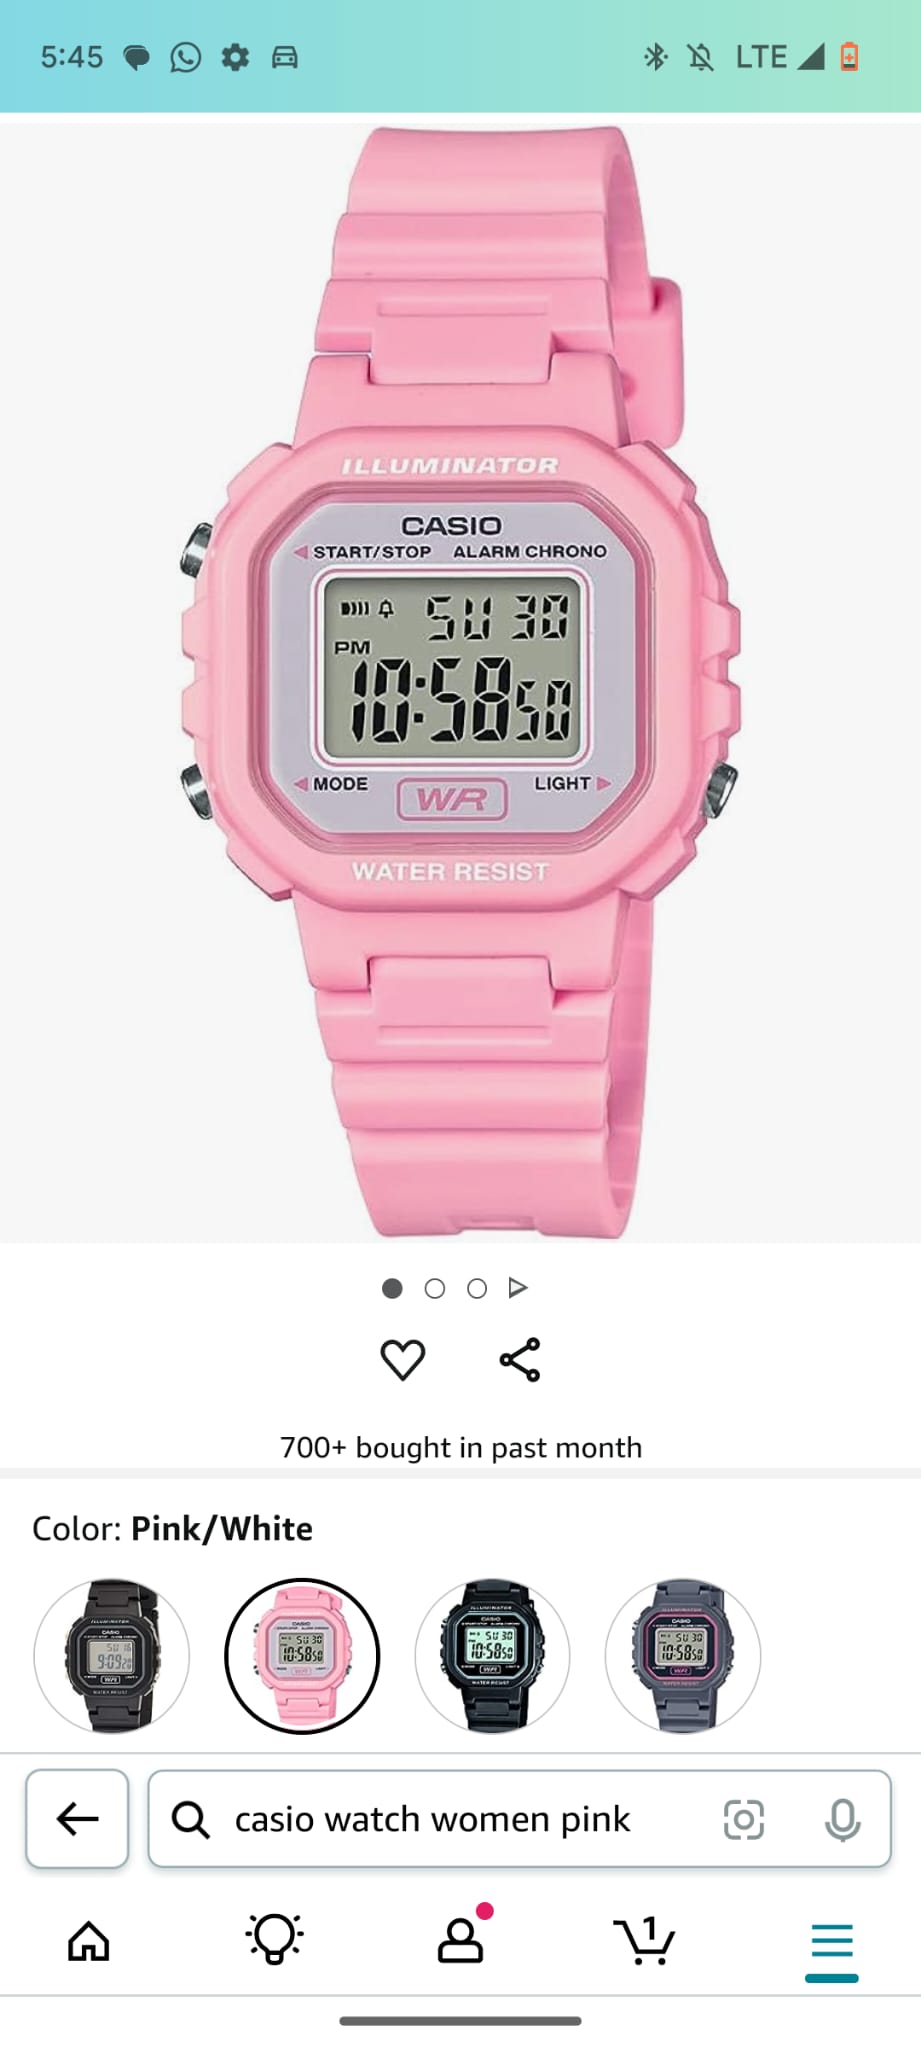 5:45 LTE
ILLUMINATOR
CASIO
START/STOP ALARM CHRONO
SU 30
PM
10:58 50
MODE WR LIGHT
WATER RESIST
700+ bought in past month
Color: Pink/White
casio watch women pink
1